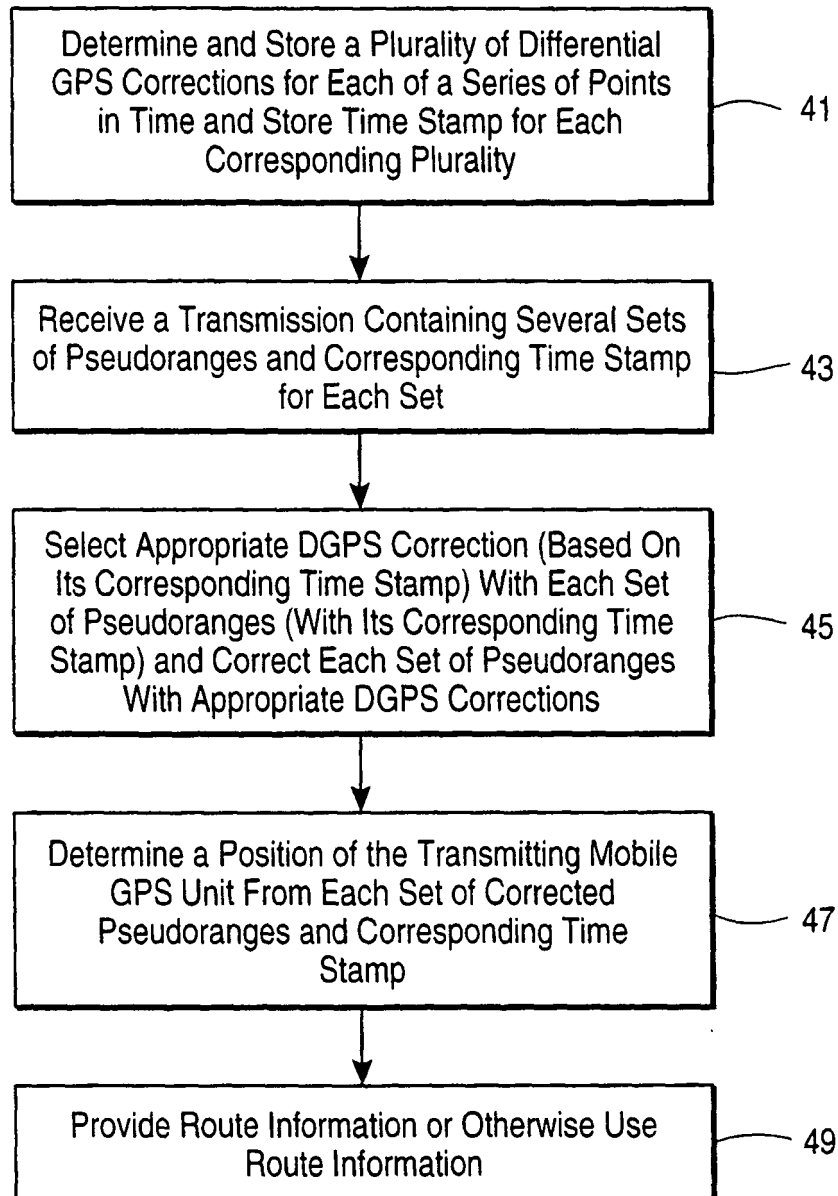 Determine and Store a Plurality of Differential
GPS Corrections for Each of a Series of Points
in Time and Store Time Stamp for Each
Corresponding Plurality
41
Receive a Transmission Containing Several Sets
of Pseudoranges and Corresponding Time Stamp
for Each Set
43
Select Appropriate DGPS Correction (Based On
Its Corresponding Time Stamp) With Each Set
of Pseudoranges (With Its Corresponding Time
Stamp) and Correct Each Set of Pseudoranges
With Appropriate DGPS Corrections
45
Determine a Position of the Transmitting Mobile
GPS Unit From Each Set of Corrected
Pseudoranges and Corresponding Time
Stamp
47
Provide Route Information or Otherwise Use
Route Information
49